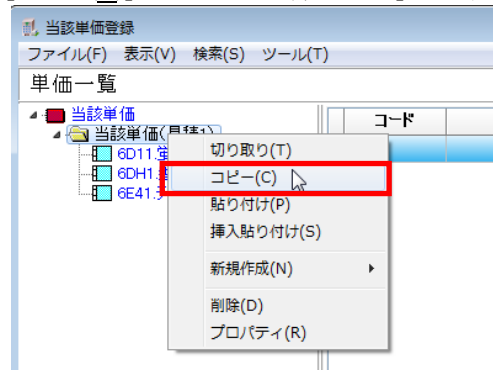 当該単価登録
ファイル(F) 表示(V) 検索(S) ツール(T)
単価一覧
当該単価
コード
当該単価(見積1)
6D11.
6DH1.
6E41.
切り取り(T)
コピー(C)
貼り付け(P)
挿入貼り付け(S)
新規作成(N)
削除(D)
プロパティ(R)